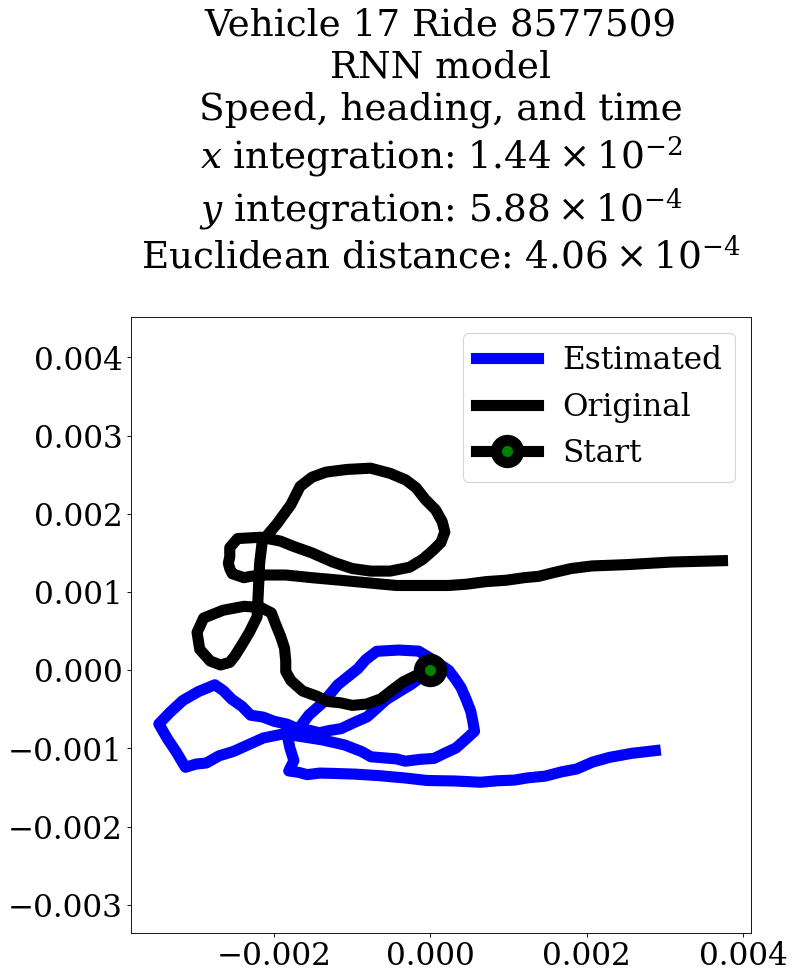 Vehicle 17 Ride 8577509
RNN model
Speed, heading, and time
x integration: 1.44 × 10⁻²
y integration: 5.88 × 10⁻⁴
Euclidean distance: 4.06 × 10⁻⁴
Estimated
Original
Start
0.004
0.003
0.002
0.001
0.000
−0.001
−0.002
−0.003
−0.002 0.000 0.002 0.004